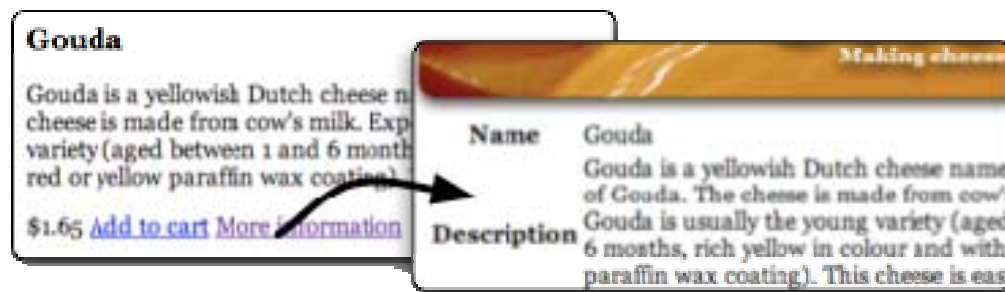 Gouda
Gouda is a yellowish Dutch cheese n
cheese is made from cow's milk. Exp
variety (aged between 1 and 6 month
red or yellow paraffin wax coating)
$1.65 Add to cart More information
Making cheese
Name Gouda
Description
Gouda is a yellowish Dutch cheese name
of Gouda. The cheese is made from cow'
Gouda is usually the young variety (aged
6 months, rich yellow in colour and with
paraffin wax coating). This cheese is eas